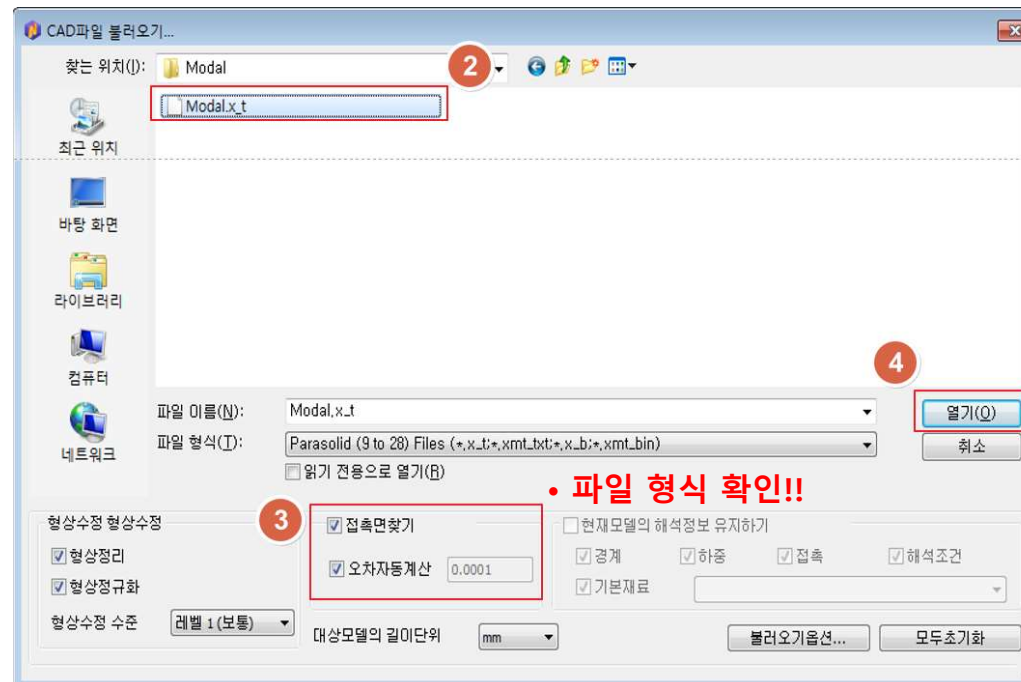 CAD파일 불러오기...
찾는 위치(I): Modal
2
Modal.x_t
최근 위치
바탕 화면
라이브러리
컴퓨터
네트워크
4
파일 이름(N): Modal.x_t 열기(O)
파일 형식(T): Parasolid (9 to 28) Files (*.x_t;*.xmt_txt;*.x_b;*.xmt_bin) 취소
읽기 전용으로 열기(R)
• 파일 형식 확인!!
형상수정 형상수정 3 접촉면찾기 현재모델의 해석정보 유지하기
형상정리 오차자동계산 0.0001 경계 하중 접촉 해석조건
형상정규화 기본재료
형상수정 수준 레벨 1 (보통) 대상모델의 길이단위 mm 불러오기옵션... 모두초기화